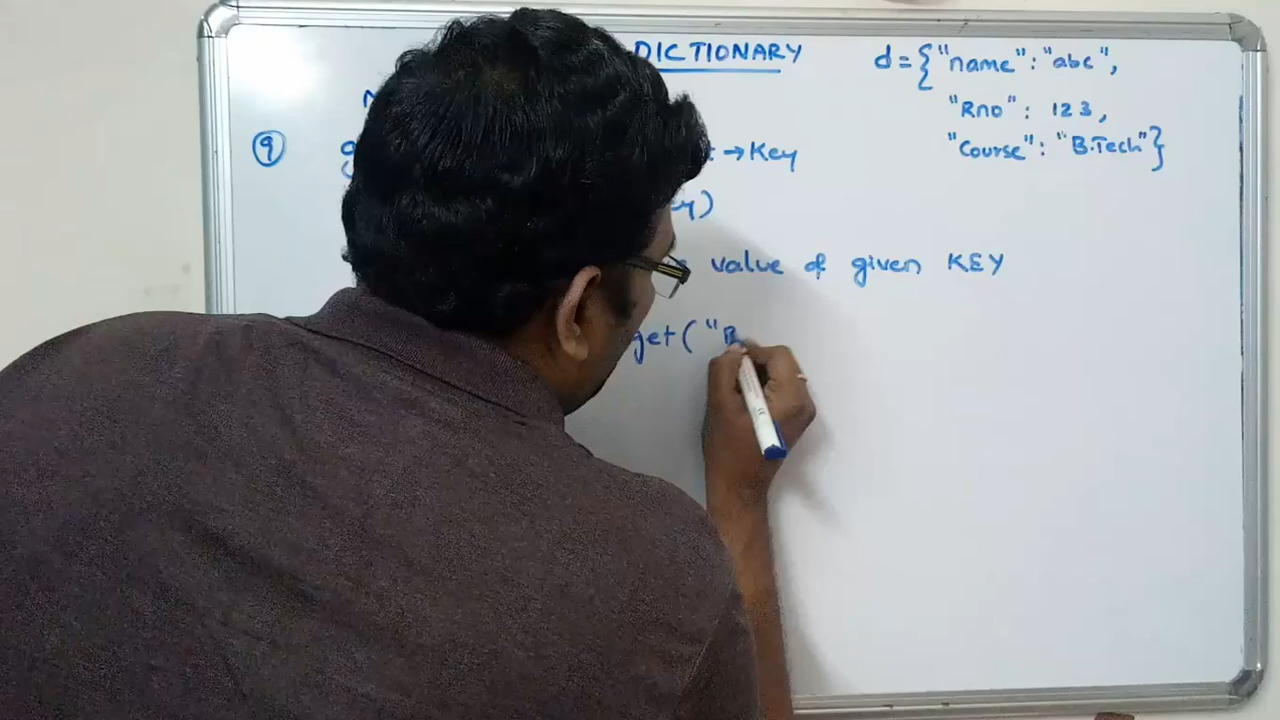 DICTIONARY
d={"name": "abc",
"Rno": 123,
"Course": "B.Tech"}
9 → Key
value of given KEY
get("